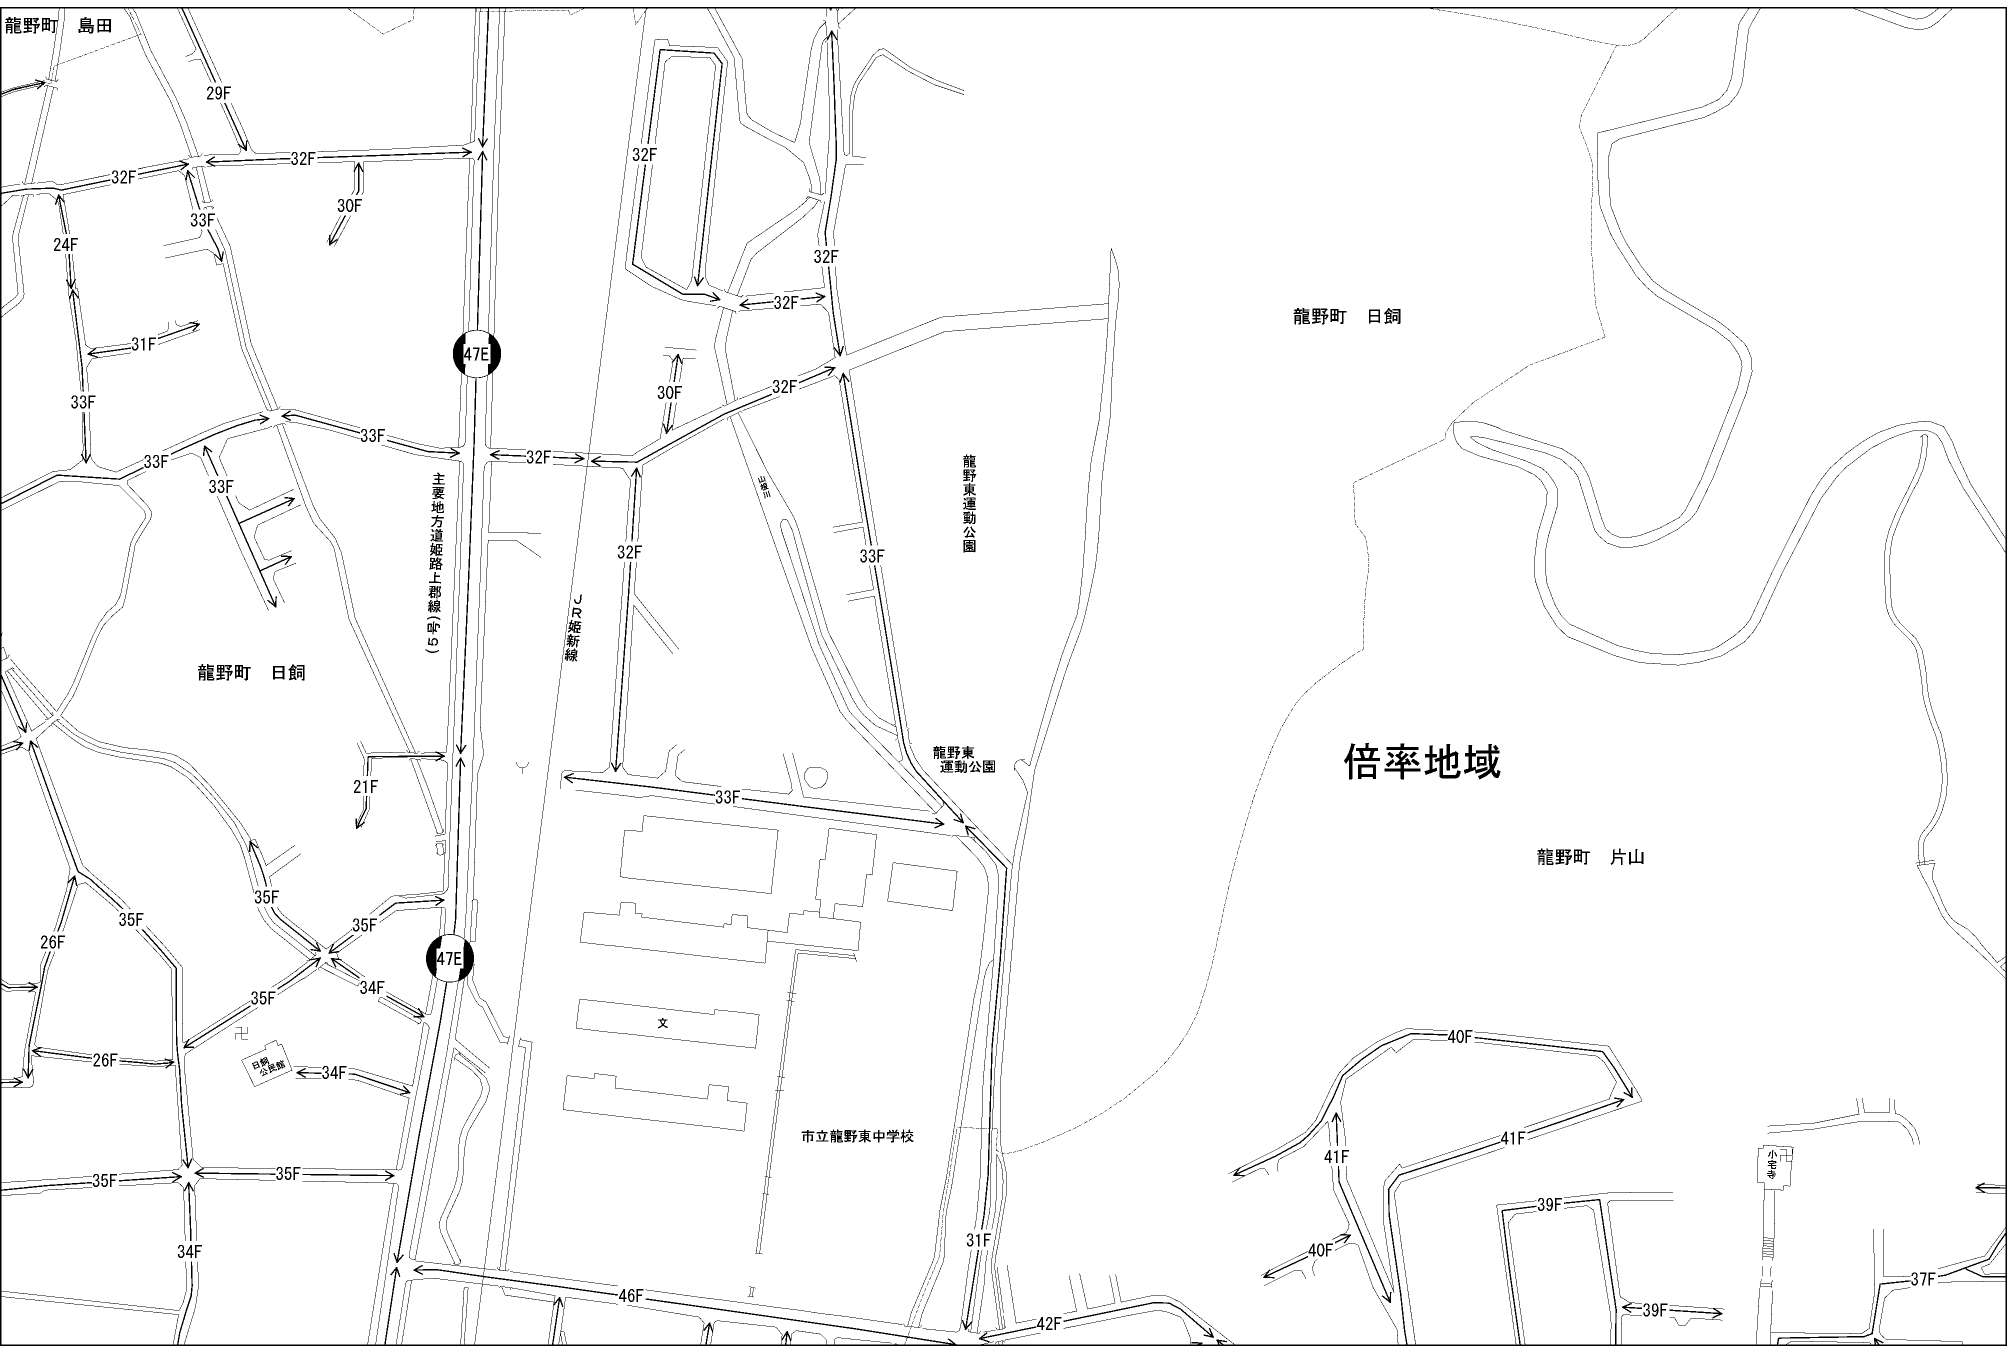 龍野町　島田
29F
32F
32F
32F
33F
30F
24F
32F
32F
31F
龍野町　日飼
47E
33F
30F
32F
33F
33F
32F
33F
主要地方道姫路上郡線(5号)
山根川
龍野東運動公園
32F
33F
JR姫新線
龍野町　日飼
龍野東
運動公園
倍率地域
21F
33F
龍野町　片山
35F
35F
35F
26F
47E
34F
35F
文
40F
26F
日飼
公民館
34F
市立龍野東中学校
41F
41F
小宅寺
35F
35F
39F
31F
34F
40F
37F
46F
39F
42F